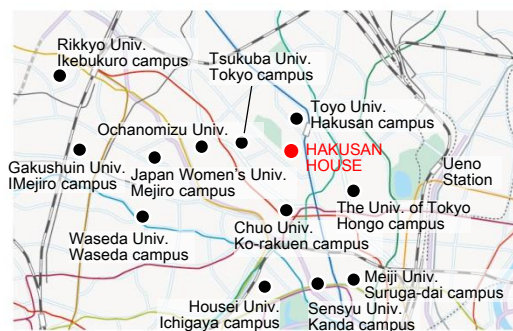 Rikkyo Univ.
Ikebukuro campus
Tsukuba Univ.
Tokyo campus
Toyo Univ.
Hakusan campus
Ochanomizu Univ.
HAKUSAN
HOUSE
Gakushuin Univ.
IMejiro campus
Japan Women's Univ.
Mejiro campus
Ueno
Station
The Univ. of Tokyo
Hongo campus
Chuo Univ.
Ko-rakuen campus
Waseda Univ.
Waseda campus
Meiji Univ.
Suruga-dai campus
Housei Univ.
Ichigaya campus
Sensyu Univ.
Kanda campus